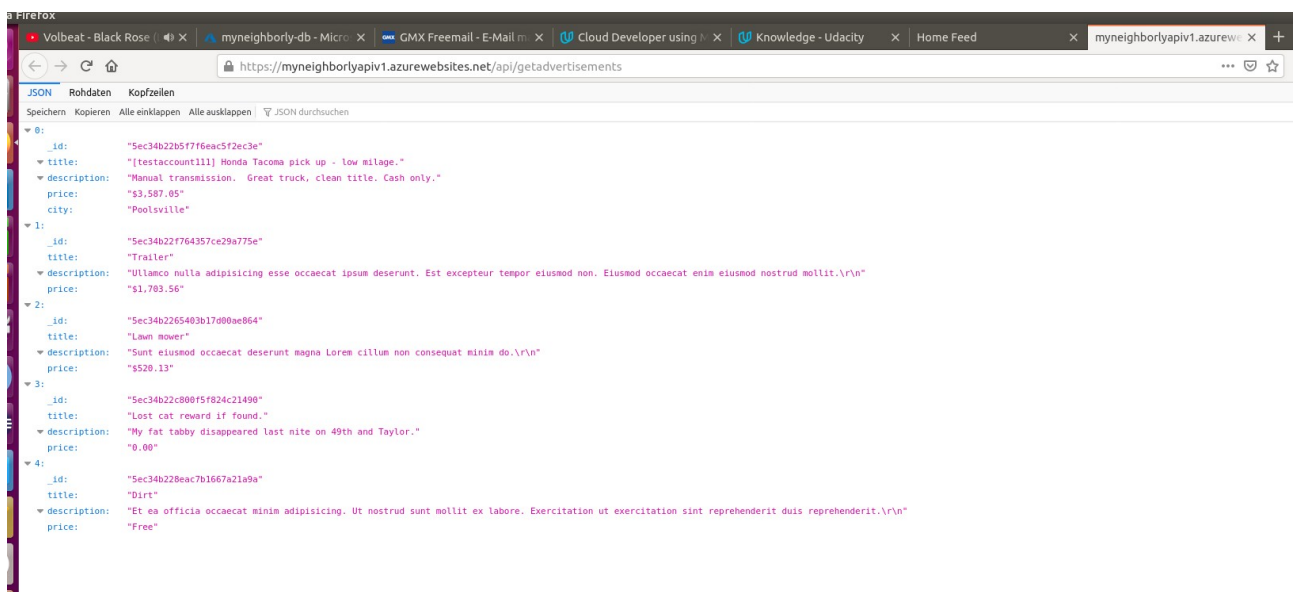 a Firefox
Volbeat - Black Rose ( myneighborly-db - Micro GMX GMX Freemail - E-Mail m Cloud Developer using Knowledge - Udacity Home Feed myneighborlyapiv1.azurewe
https://myneighborlyapiv1.azurewebsites.net/api/getadvertisements
JSON Rohdaten Kopfzeilen
Speichern Kopieren Alle einklappen Alle ausklappen JSON durchsuchen
0:
_id: "5ec34b22b5f7f6eac5f2ec3e"
title: "[testaccount111] Honda Tacoma pick up - low milage."
description: "Manual transmission.  Great truck, clean title. Cash only."
price: "$3,587.05"
city: "Poolsville"
1:
_id: "5ec34b22f764357ce29a775e"
title: "Trailer"
description: "Ullamco nulla adipisicing esse occaecat ipsum deserunt. Est excepteur tempor eiusmod non. Eiusmod occaecat enim eiusmod nostrud mollit.\r\n"
price: "$1,703.56"
2:
_id: "5ec34b2265403b17d00ae864"
title: "Lawn mower"
description: "Sunt eiusmod occaecat deserunt magna Lorem cillum non consequat minim do.\r\n"
price: "$520.13"
3:
_id: "5ec34b22c800f5f824c21490"
title: "Lost cat reward if found."
description: "My fat tabby disappeared last nite on 49th and Taylor."
price: "0.00"
4:
_id: "5ec34b228eac7b1667a21a9a"
title: "Dirt"
description: "Et ea officia occaecat minim adipisicing. Ut nostrud sunt mollit ex labore. Exercitation ut exercitation sint reprehenderit duis reprehenderit.\r\n"
price: "Free"